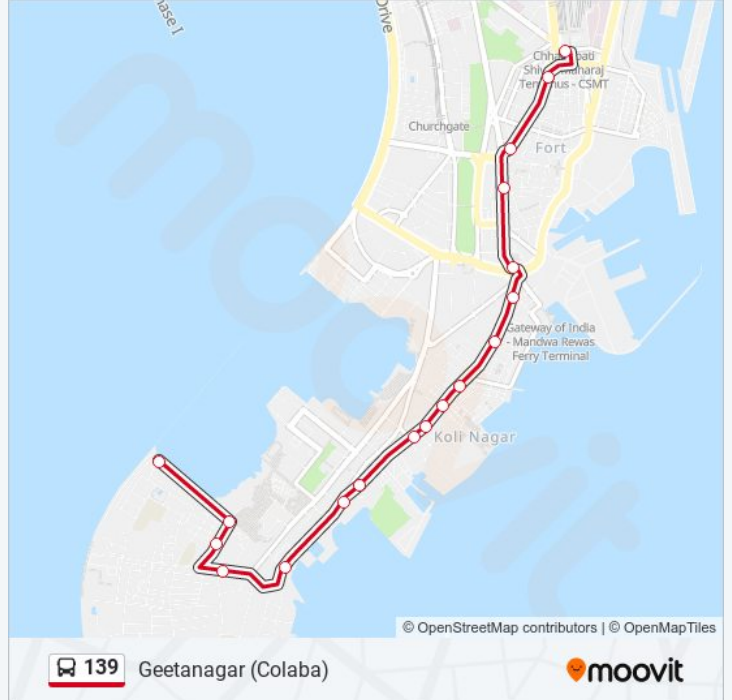 hase I
Drive
Chhatrapati
Shivaji Maharaj
Terminus - CSMT
Churchgate
Fort
Gateway of India
- Mandwa Rewas
Ferry Terminal
Koli Nagar
moovit
© OpenStreetMap contributors | © OpenMapTiles
139 Geetanagar (Colaba)
moovit